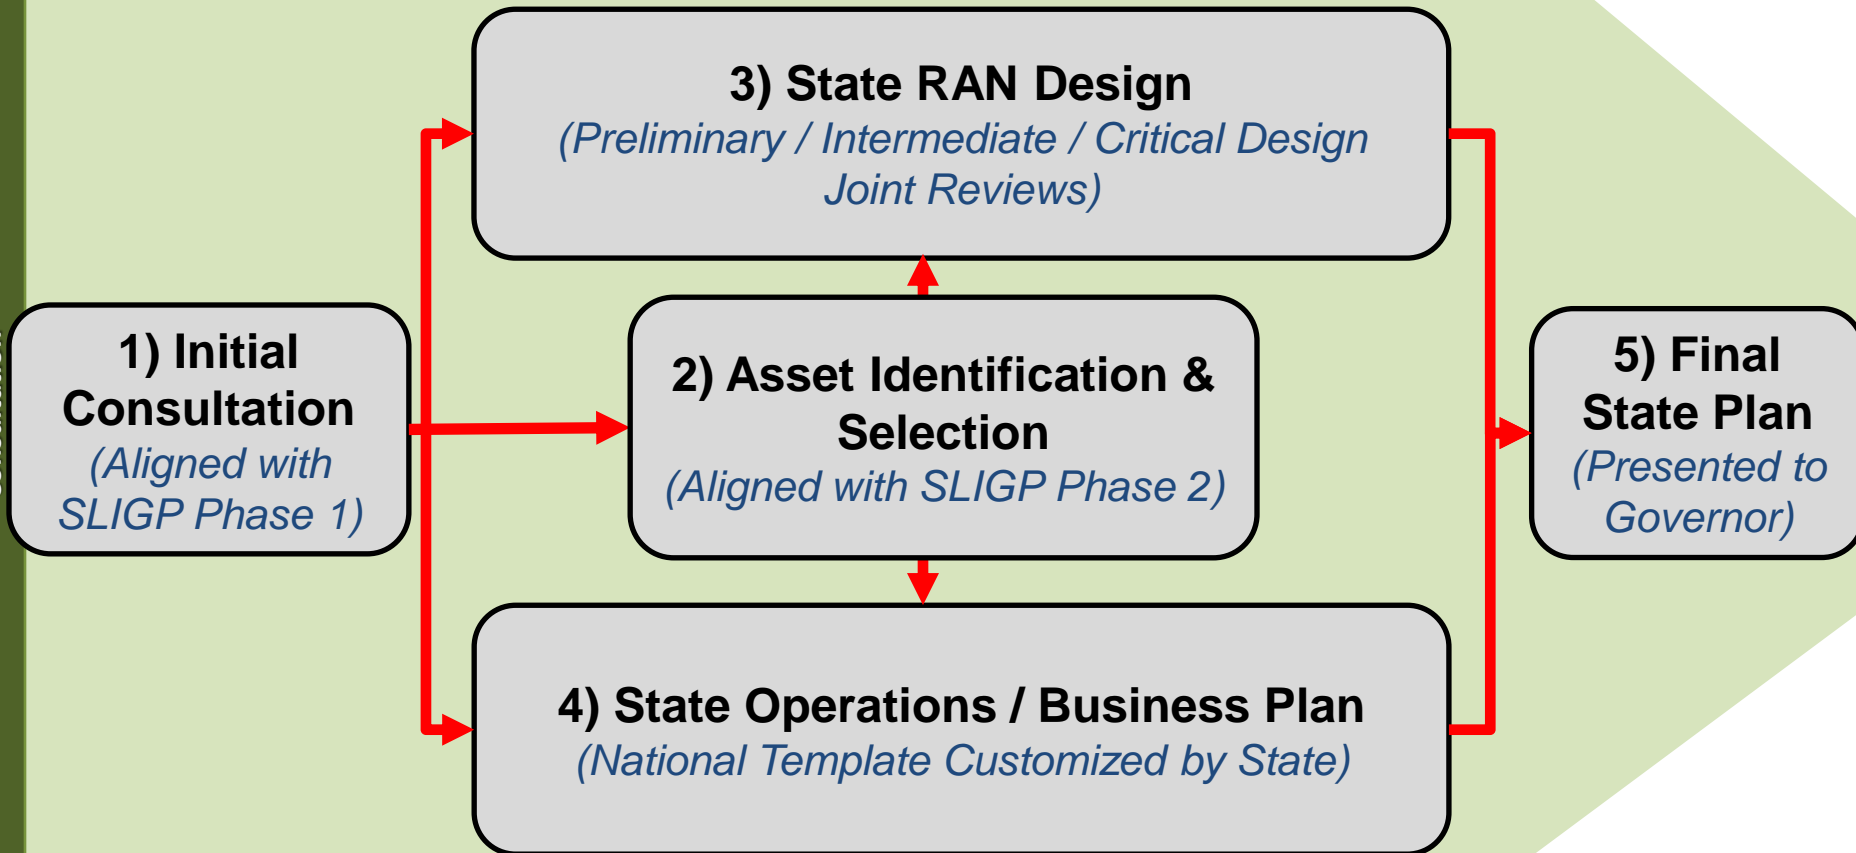 3) State RAN Design
(Preliminary / Intermediate / Critical Design
Joint Reviews)
1) Initial
Consultation
(Aligned with
SLIGP Phase 1)
2) Asset Identification &
Selection
(Aligned with SLIGP Phase 2)
5) Final
State Plan
(Presented to
Governor)
4) State Operations / Business Plan
(National Template Customized by State)